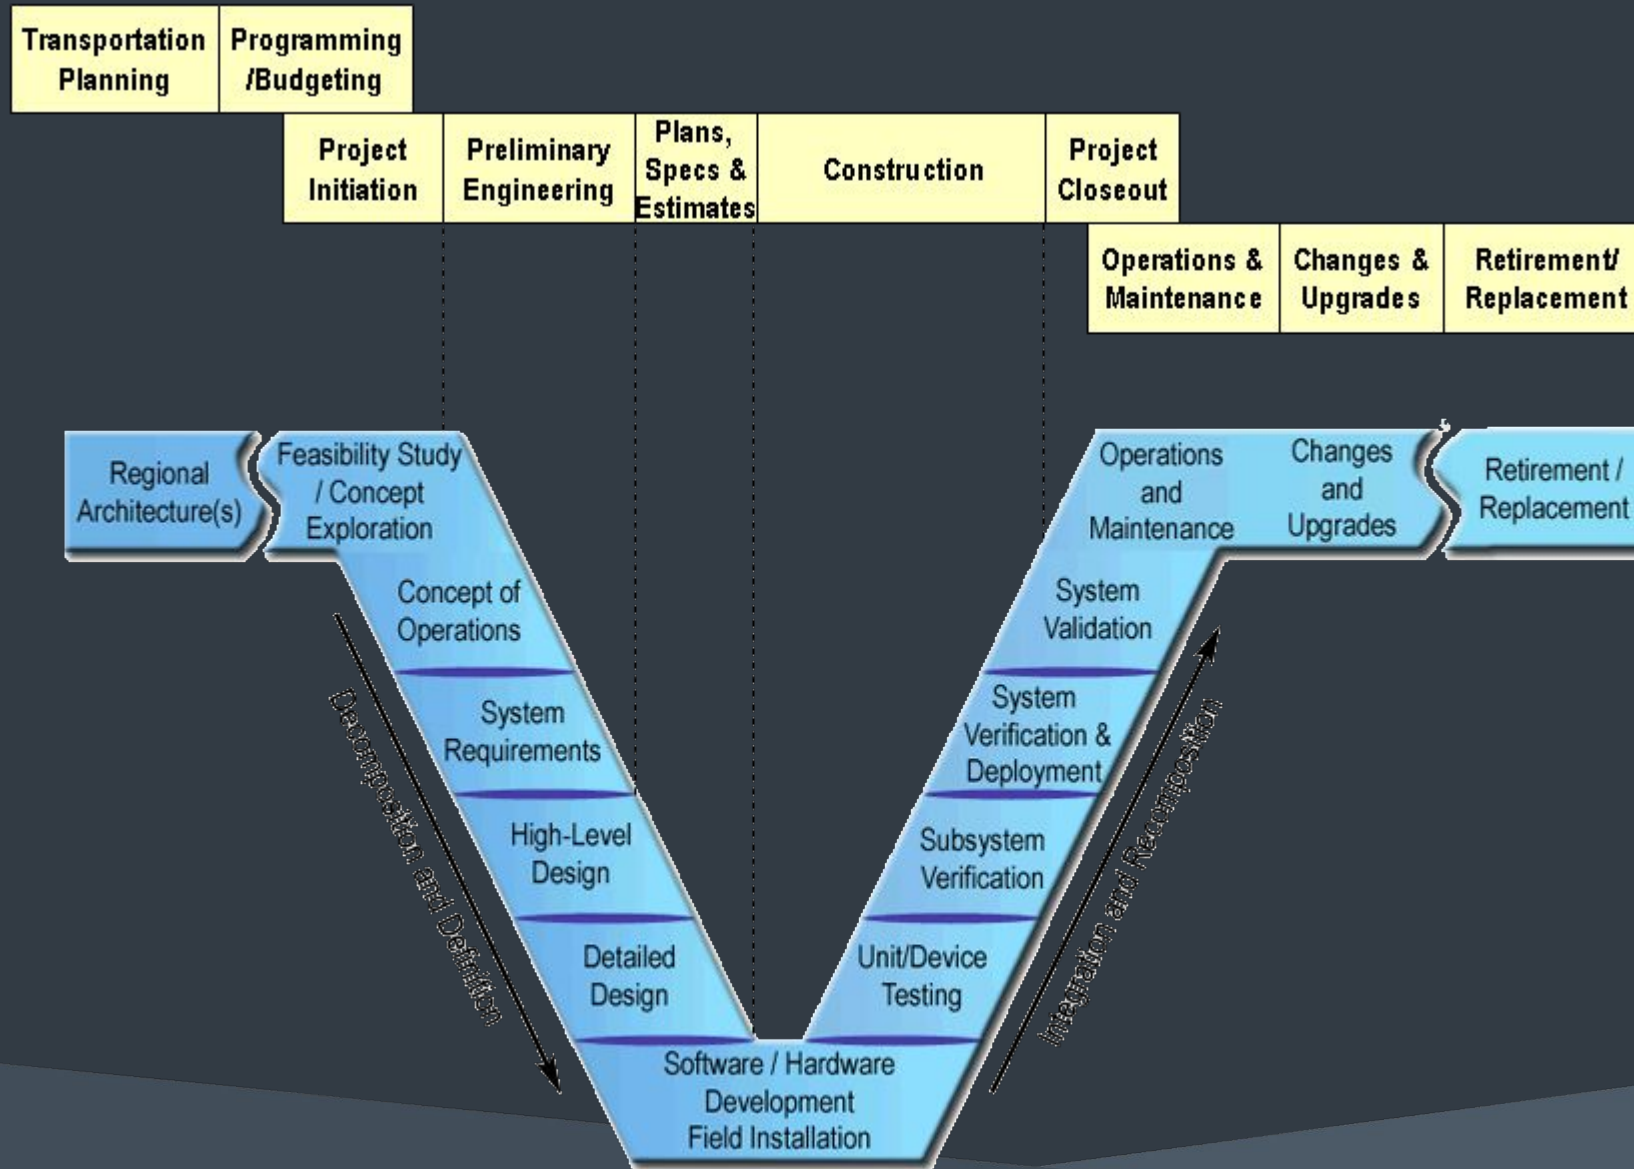 Transportation
Planning
Programming
/Budgeting
Project
Initiation
Preliminary
Engineering
Plans,
Specs &
Estimates
Construction
Project
Closeout
Operations &
Maintenance
Changes &
Upgrades
Retirement/
Replacement
Regional
Architecture(s)
Feasibility Study
/ Concept
Exploration
Concept of
Operations
System
Requirements
High-Level
Design
Detailed
Design
Software / Hardware
Development
Field Installation
Unit/Device
Testing
Subsystem
Verification
System
Verification &
Deployment
System
Validation
Operations
and
Maintenance
Changes
and
Upgrades
Retirement /
Replacement
Decomposition and Definition
Integration and Recomposition